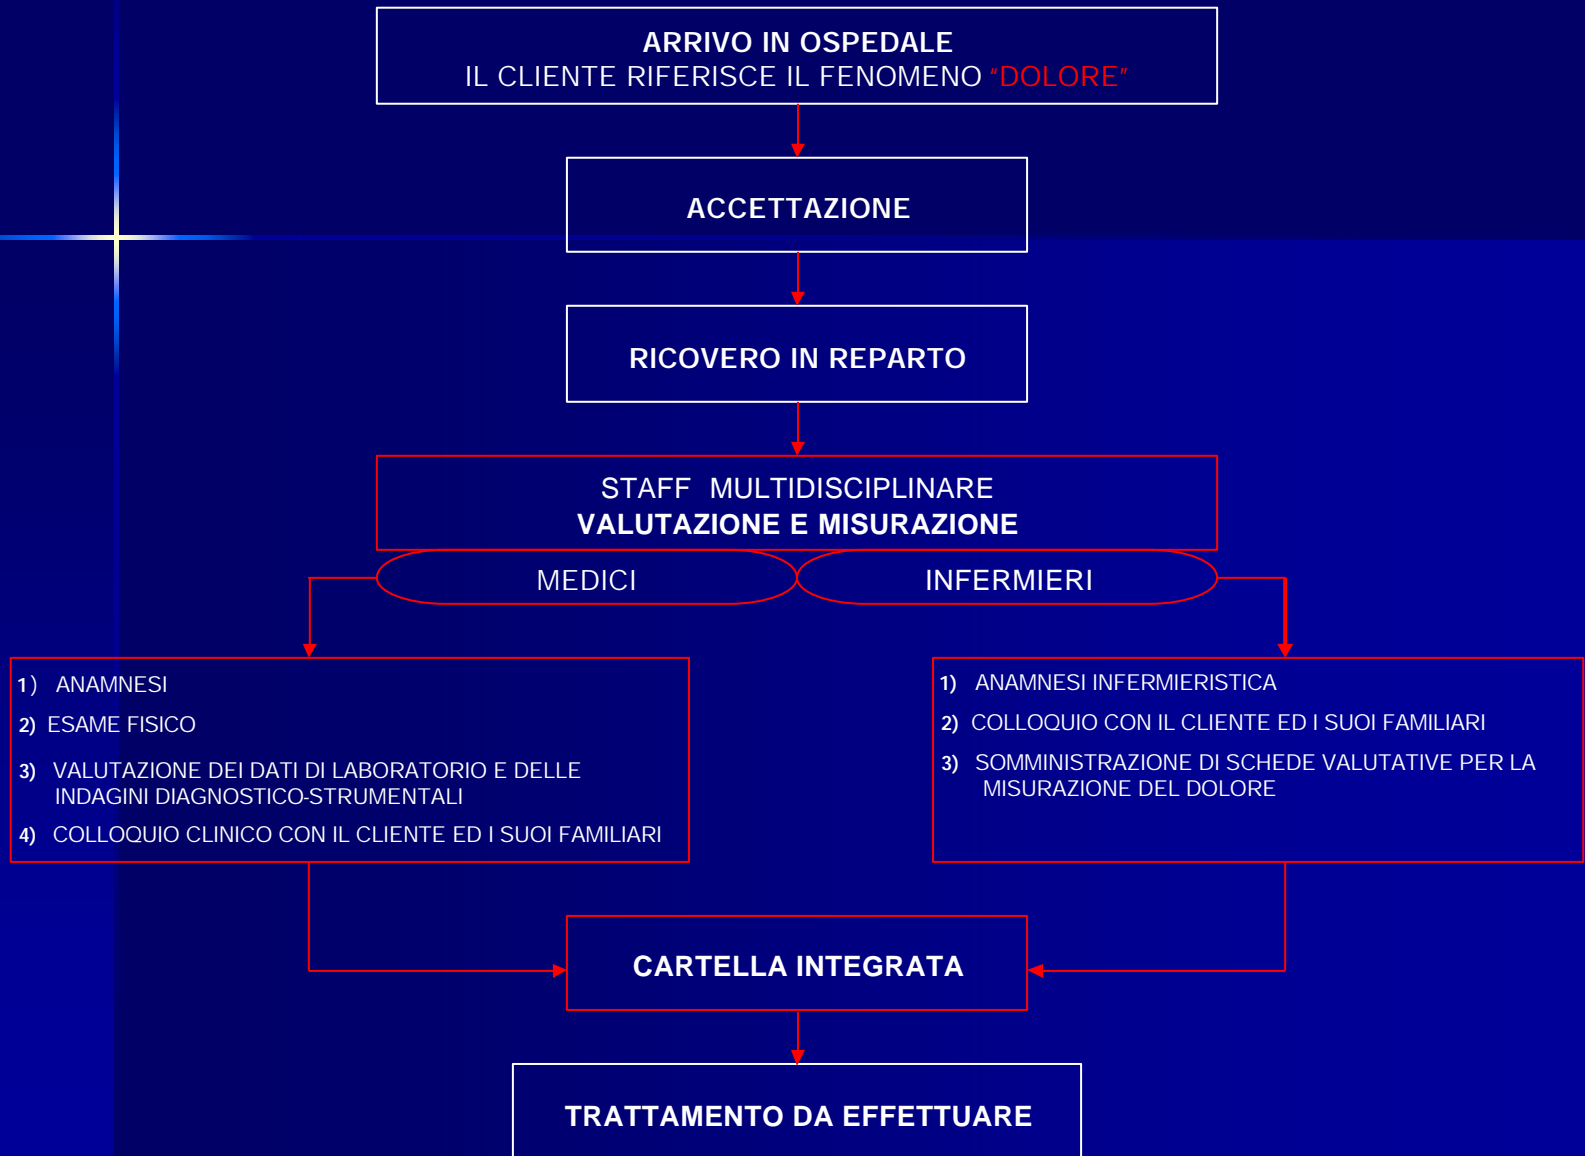 ARRIVO IN OSPEDALE
IL CLIENTE RIFERISCE IL FENOMENO “DOLORE”
ACCETTAZIONE
RICOVERO IN REPARTO
STAFF MULTIDISCIPLINARE
VALUTAZIONE E MISURAZIONE
MEDICI
INFERMIERI
1) ANAMNESI
2) ESAME FISICO
3) VALUTAZIONE DEI DATI DI LABORATORIO E DELLE
INDAGINI DIAGNOSTICO-STRUMENTALI
4) COLLOQUIO CLINICO CON IL CLIENTE ED I SUOI FAMILIARI
1) ANAMNESI INFERMIERISTICA
2) COLLOQUIO CON IL CLIENTE ED I SUOI FAMILIARI
3) SOMMINISTRAZIONE DI SCHEDE VALUTATIVE PER LA
MISURAZIONE DEL DOLORE
CARTELLA INTEGRATA
TRATTAMENTO DA EFFETTUARE